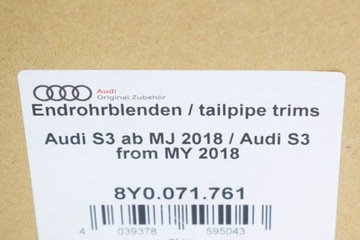 Audi
Original Zubehör
Endrohrblenden / tailpipe trims
Audi S3 ab MJ 2018 / Audi S3
from MY 2018
8Y0.071.761
4 039378 595043